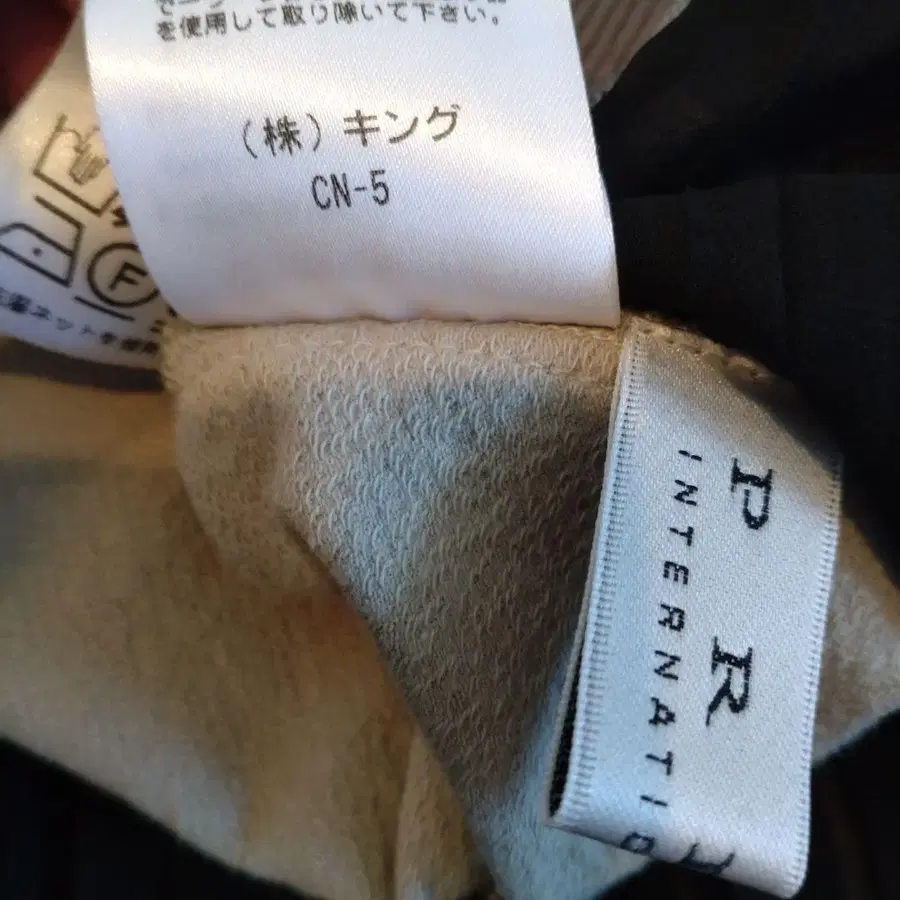 を使用して取り除いて下さい。
(株)キング
CN-5
F
P R
INTERNATIO